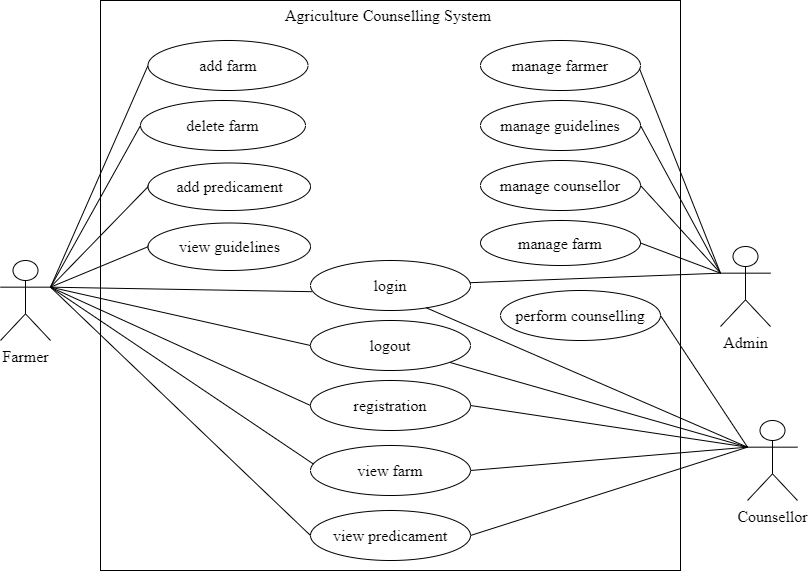 Agriculture Counselling System
add farm
manage farmer
delete farm
manage guidelines
add predicament
manage counsellor
view guidelines
manage farm
login
perform counselling
Farmer
logout
Admin
registration
view farm
Counsellor
view predicament